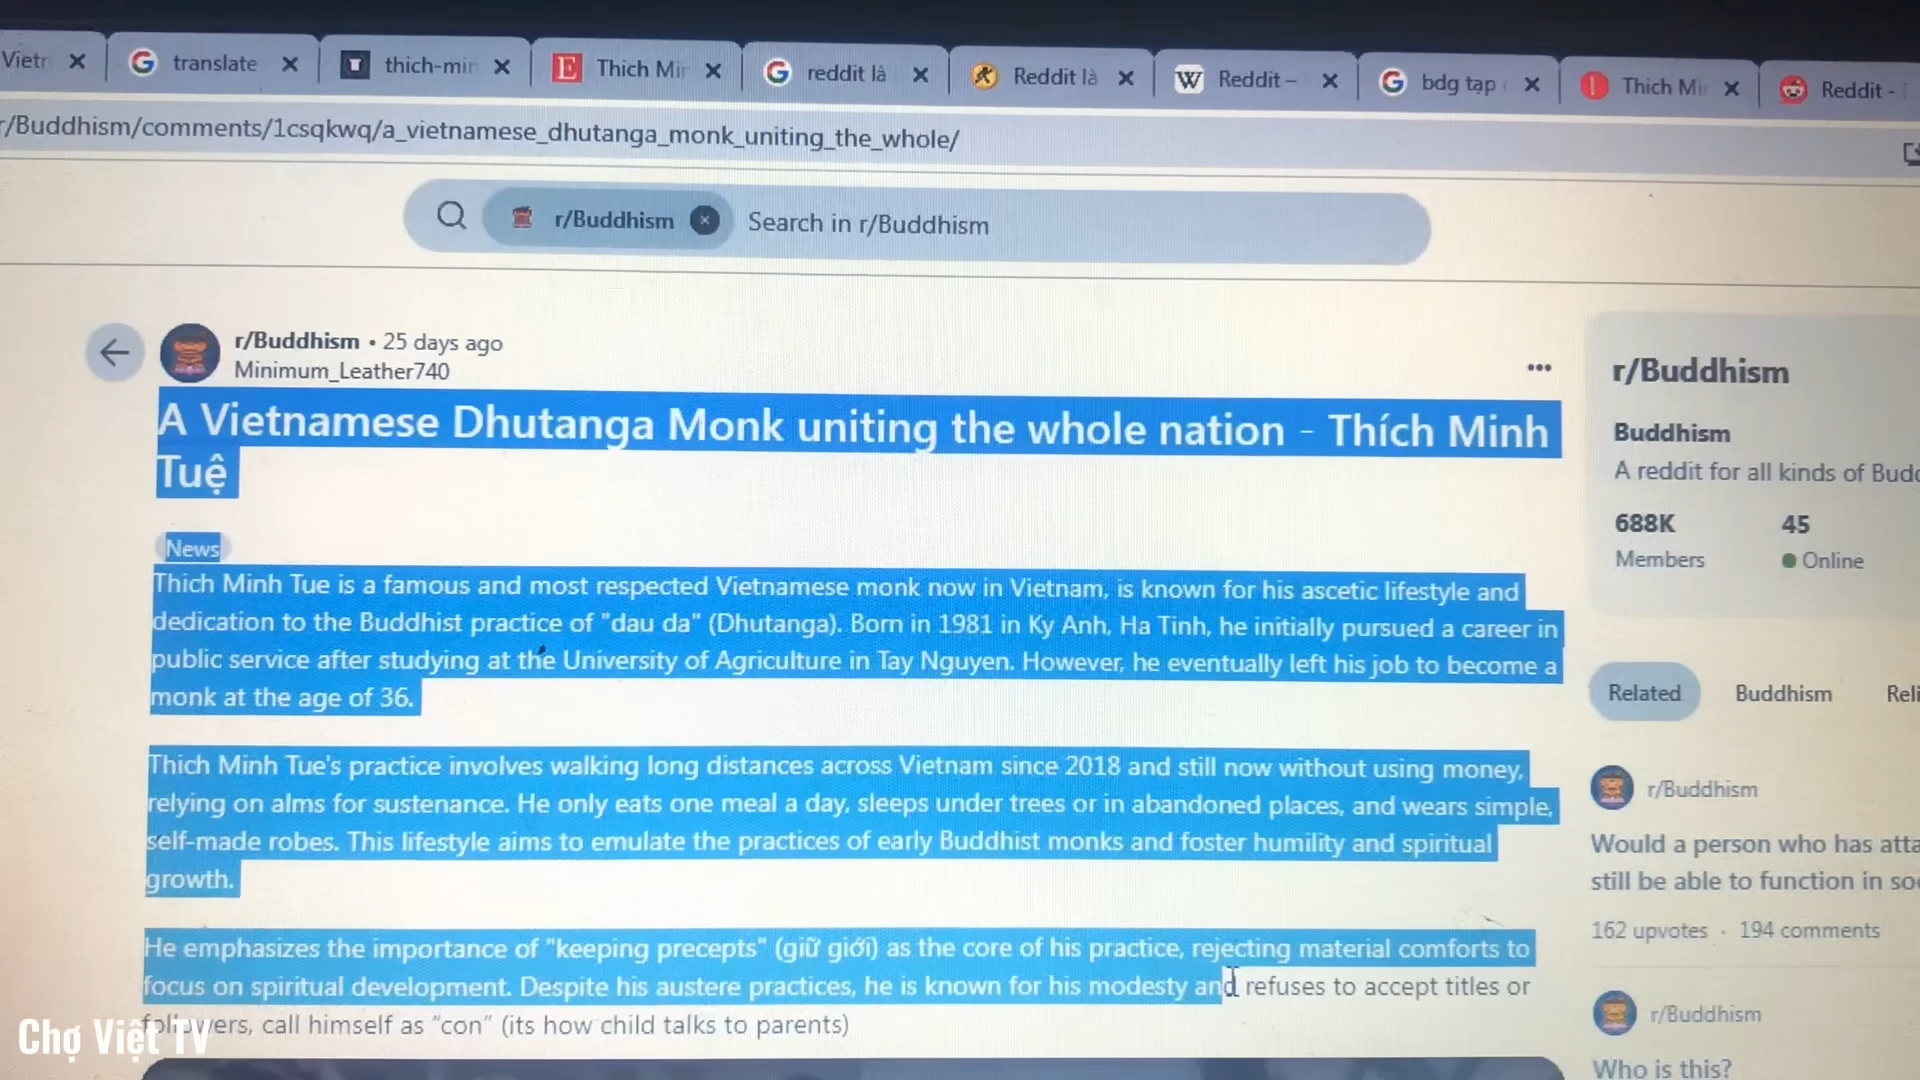 Vietn
translate
thich-min
Thich Min
reddit là
Reddit là
Reddit –
bdg tạp
Thich Min
Reddit -
r/Buddhism/comments/1csqkwq/a_vietnamese_dhutanga_monk_uniting_the_whole/
r/Buddhism Search in r/Buddhism
r/Buddhism • 25 days ago
Minimum_Leather740
A Vietnamese Dhutanga Monk uniting the whole nation - Thích Minh
Tuệ
News
Thich Minh Tue is a famous and most respected Vietnamese monk now in Vietnam, is known for his ascetic lifestyle and
dedication to the Buddhist practice of "dau da" (Dhutanga). Born in 1981 in Ky Anh, Ha Tinh, he initially pursued a career in
public service after studying at the University of Agriculture in Tay Nguyen. However, he eventually left his job to become a
monk at the age of 36.
Thich Minh Tue's practice involves walking long distances across Vietnam since 2018 and still now without using money,
relying on alms for sustenance. He only eats one meal a day, sleeps under trees or in abandoned places, and wears simple,
self-made robes. This lifestyle aims to emulate the practices of early Buddhist monks and foster humility and spiritual
growth.
He emphasizes the importance of "keeping precepts" (giữ giới) as the core of his practice, rejecting material comforts to
focus on spiritual development. Despite his austere practices, he is known for his modesty and refuses to accept titles or
followers, call himself as “con” (its how child talks to parents)
r/Buddhism
Buddhism
A reddit for all kinds of Budd
688K
45
Members
Online
Related
Buddhism
Reli
r/Buddhism
Would a person who has atta
still be able to function in so
162 upvotes · 194 comments
r/Buddhism
Who is this?
Chợ Việt TV